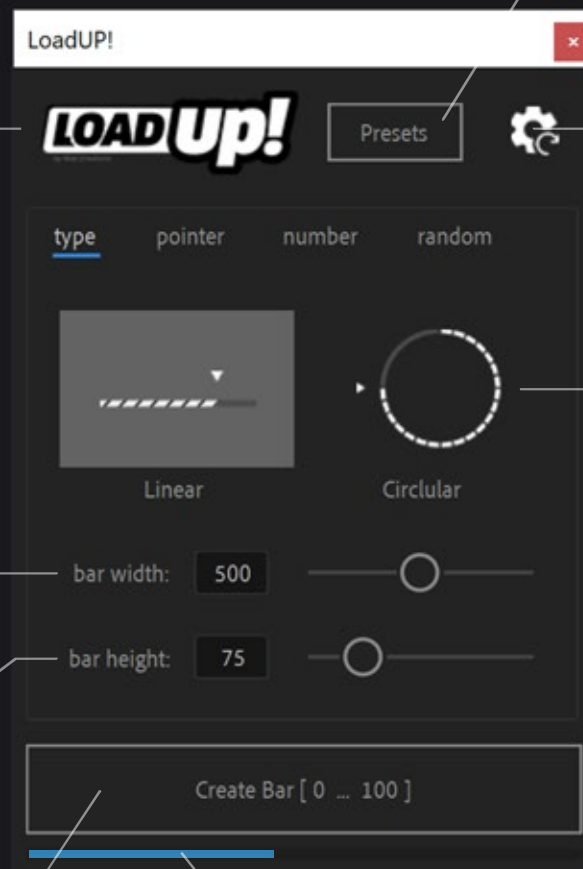 LoadUP!
LOAD UP!
Presets
type pointer number random
Linear Circlular
bar width: 500
bar height: 75
Create Bar [ 0 ... 100 ]